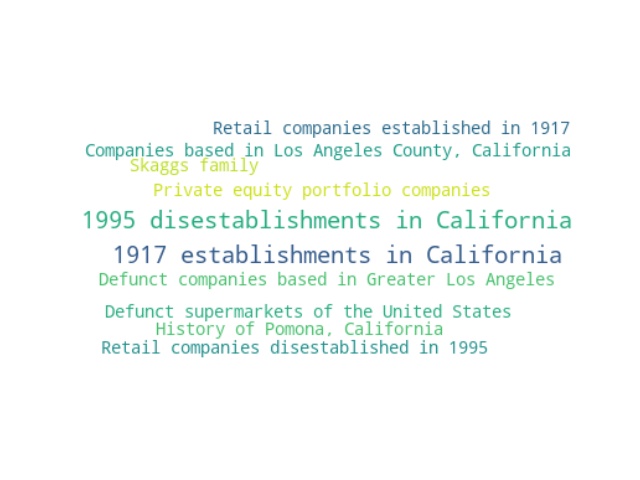 Retail companies established in 1917
Companies based in Los Angeles County, California
Skaggs family
Private equity portfolio companies
1995 disestablishments in California
1917 establishments in California
Defunct companies based in Greater Los Angeles
Defunct supermarkets of the United States
History of Pomona, California
Retail companies disestablished in 1995